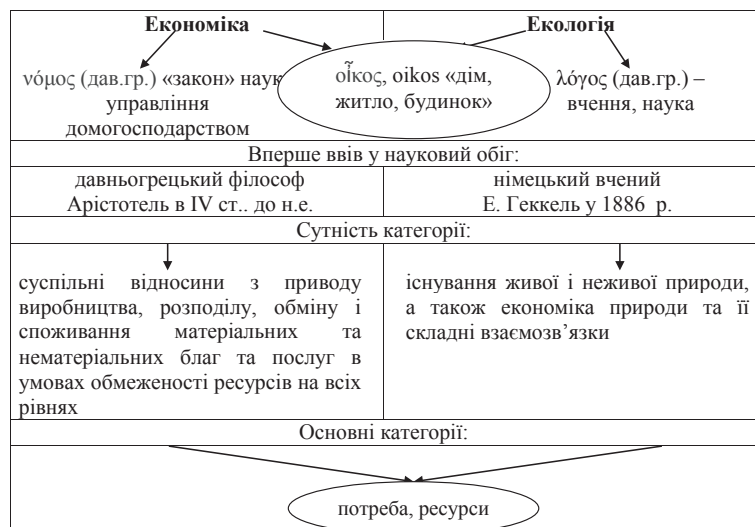 Економіка
Екологія
νόμος (дав.гр.) «закон» наук
управління
домогосподарством
οἶκος, oikos «дім,
житло, будинок»
λόγος (дав.гр.) –
вчення, наука
Вперше ввів у науковий обіг:
давньогрецький філософ
Арістотель в IV ст.. до н.е.
німецький вчений
Е. Геккель у 1886 р.
Сутність категорії:
суспільні відносини з приводу
виробництва, розподілу, обміну і
споживання матеріальних та
нематеріальних благ та послуг в
умовах обмеженості ресурсів на всіх
рівнях
існування живої і неживої природи,
а також економіка природи та її
складні взаємозв’язки
Основні категорії:
потреба, ресурси